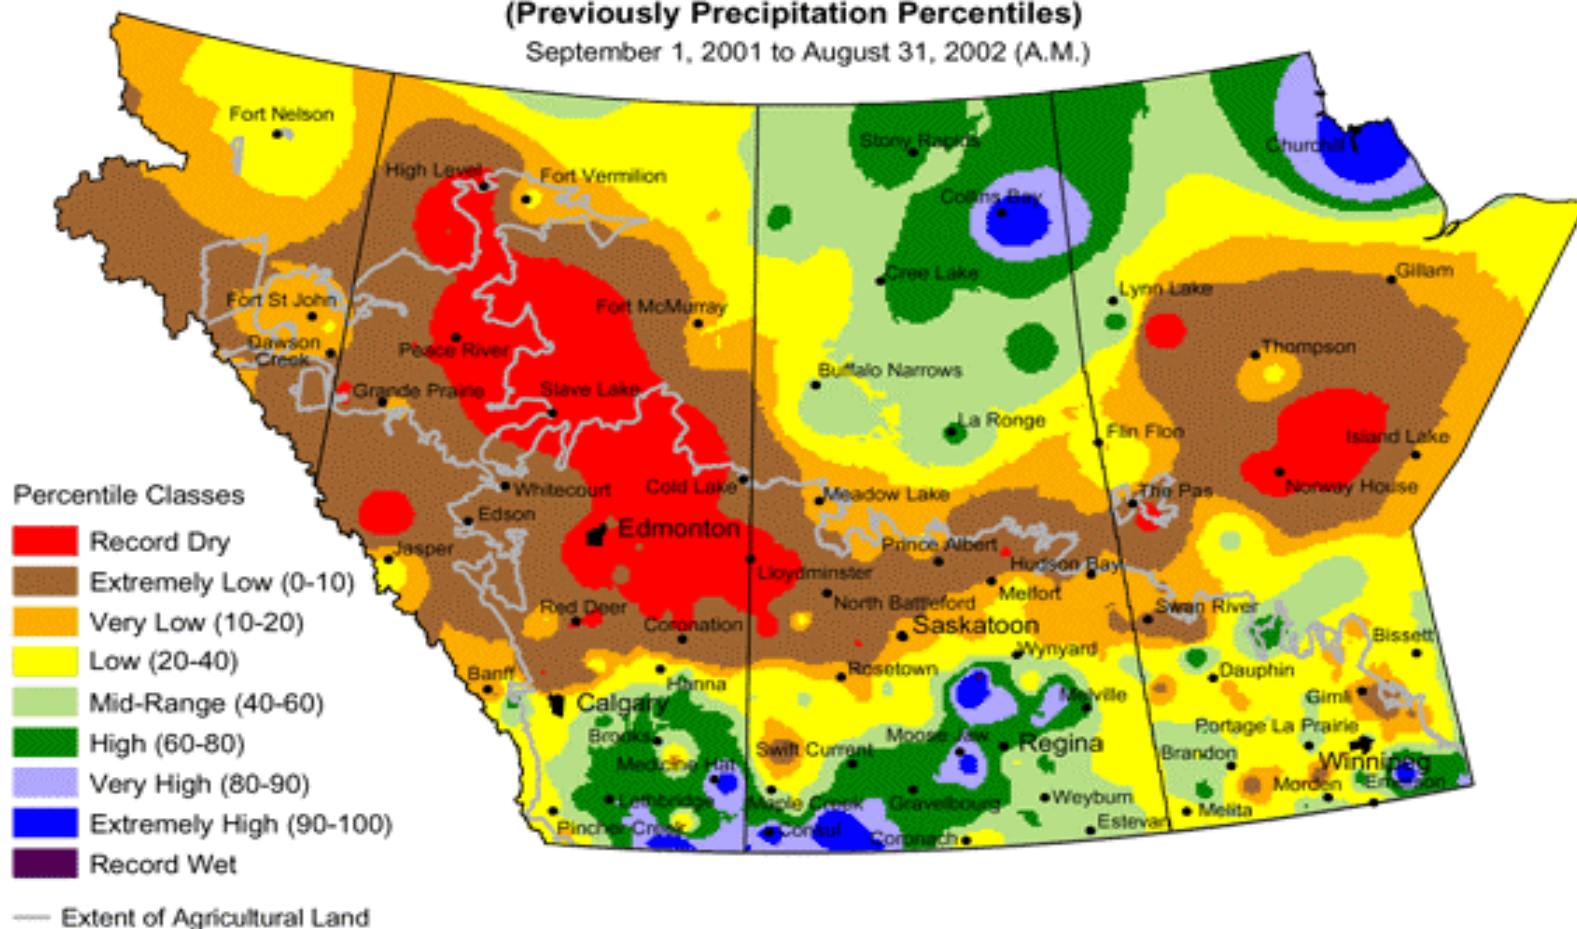 (Previously Precipitation Percentiles)
September 1, 2001 to August 31, 2002 (A.M.)
Fort Nelson
Stony Rapids
Churchill
High Level
Fort Vermilion
Collins Bay
Cree Lake
Gillam
Lynn Lake
Fort St John
Fort McMurray
Dawson
Creek
Peace River
Thompson
Buffalo Narrows
Grande Prairie
Slave Lake
La Ronge
Flin Flon
Island Lake
Whitecourt
Cold Lake
Meadow Lake
The Pas
Norway House
Edson
Edmonton
Jasper
Prince Albert
Hudson Bay
Lloydminster
Melfort
North Battleford
Red Deer
Swan River
Coronation
Saskatoon
Bissett
Wynyard
Banff
Hanna
Rosetown
Dauphin
Calgary
Melville
Gimli
Brooks
Swift Current
Moose Jaw
Regina
Portage La Prairie
Brandon
Winnipeg
Medicine Hat
Morden
Emerson
Lethbridge
Maple Creek
Gravelbourg
Weyburn
Melita
Pincher Creek
Consul
Coronach
Estevan
Percentile Classes
Record Dry
Extremely Low (0-10)
Very Low (10-20)
Low (20-40)
Mid-Range (40-60)
High (60-80)
Very High (80-90)
Extremely High (90-100)
Record Wet
Extent of Agricultural Land